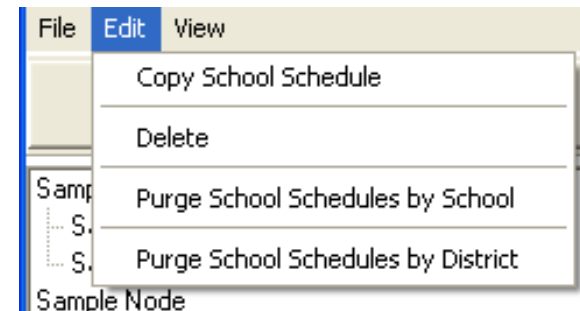 File Edit View
Copy School Schedule
Delete
Purge School Schedules by School
Purge School Schedules by District
Sample Node